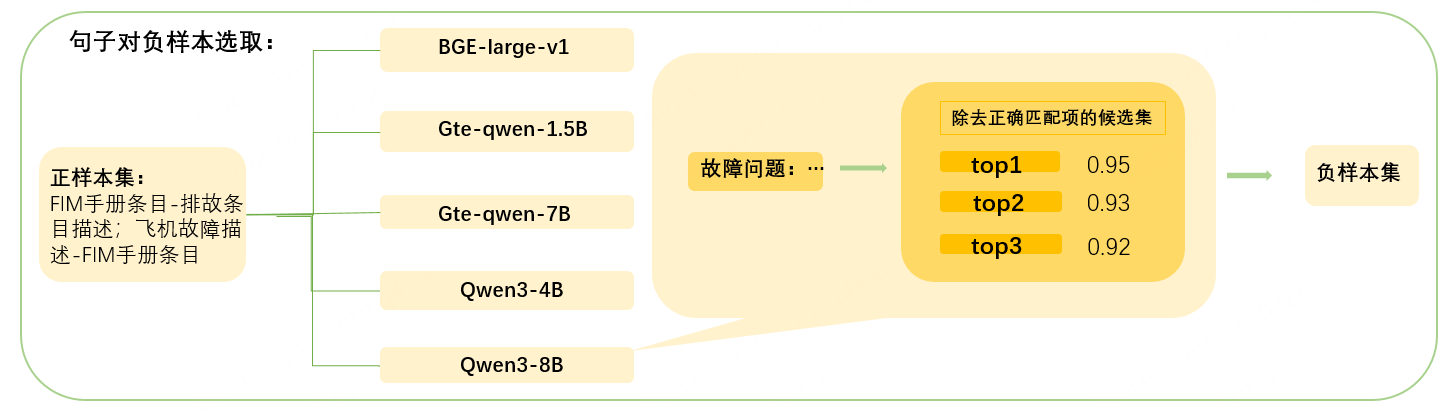 句子对负样本选取：
正样本集：
FIM手册条目-排故条
目描述；飞机故障描
述-FIM手册条目
BGE-large-v1
Gte-qwen-1.5B
Gte-qwen-7B
Qwen3-4B
Qwen3-8B
故障问题：…
除去正确匹配项的候选集
top1 0.95
top2 0.93
top3 0.92
负样本集